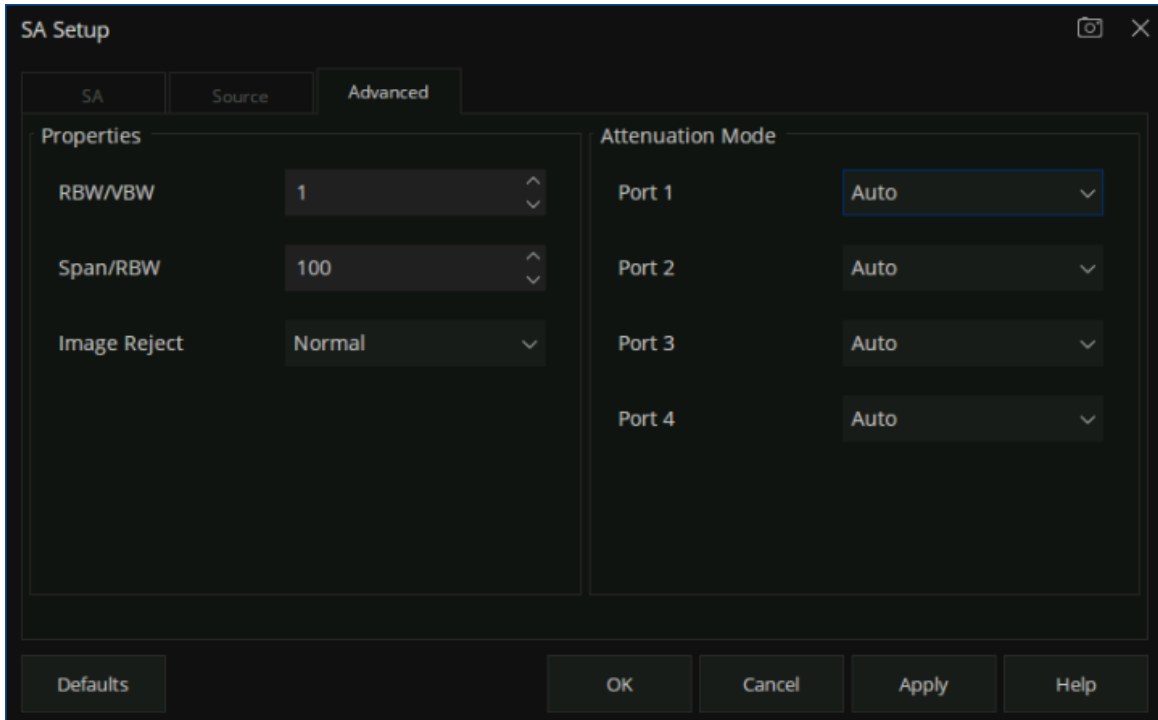 SA Setup
SA Source Advanced
Properties
RBW/VBW 1
Span/RBW 100
Image Reject Normal
Attenuation Mode
Port 1 Auto
Port 2 Auto
Port 3 Auto
Port 4 Auto
Defaults OK Cancel Apply Help